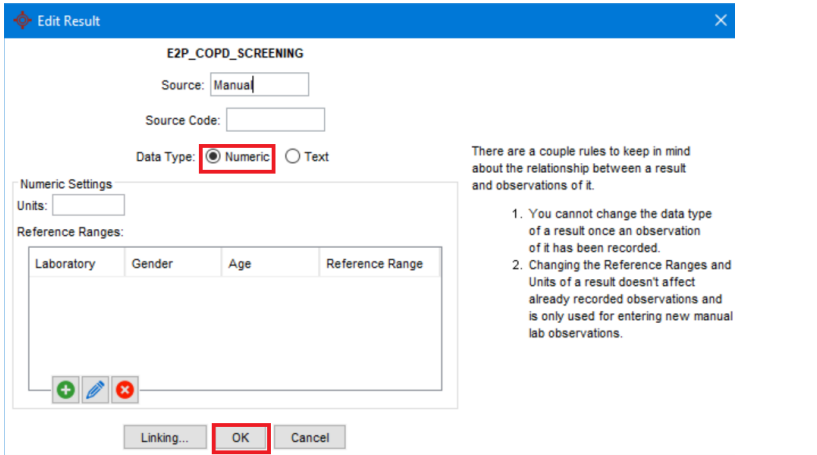 Edit Result
E2P_COPD_SCREENING
Source: Manual
Source Code:
Data Type: Numeric Text
Numeric Settings
Units:
Reference Ranges:
Laboratory Gender Age Reference Range
Linking... OK Cancel
There are a couple rules to keep in mind
about the relationship between a result
and observations of it.
1. You cannot change the data type
of a result once an observation
of it has been recorded.
2. Changing the Reference Ranges and
Units of a result doesn't affect
already recorded observations and
is only used for entering new manual
lab observations.